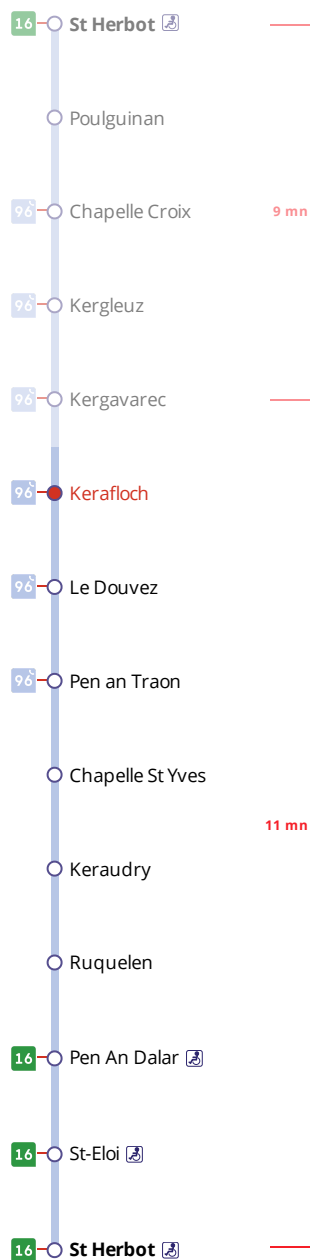 16 St Herbot
Poulguinan
96 Chapelle Croix 9 mn
96 Kergleuz
96 Kergavarec
96 Kerafloch
96 Le Douvez
96 Pen an Traon
Chapelle St Yves
11 mn
Keraudry
Ruquelen
16 Pen An Dalar
16 St-Eloi
16 St Herbot